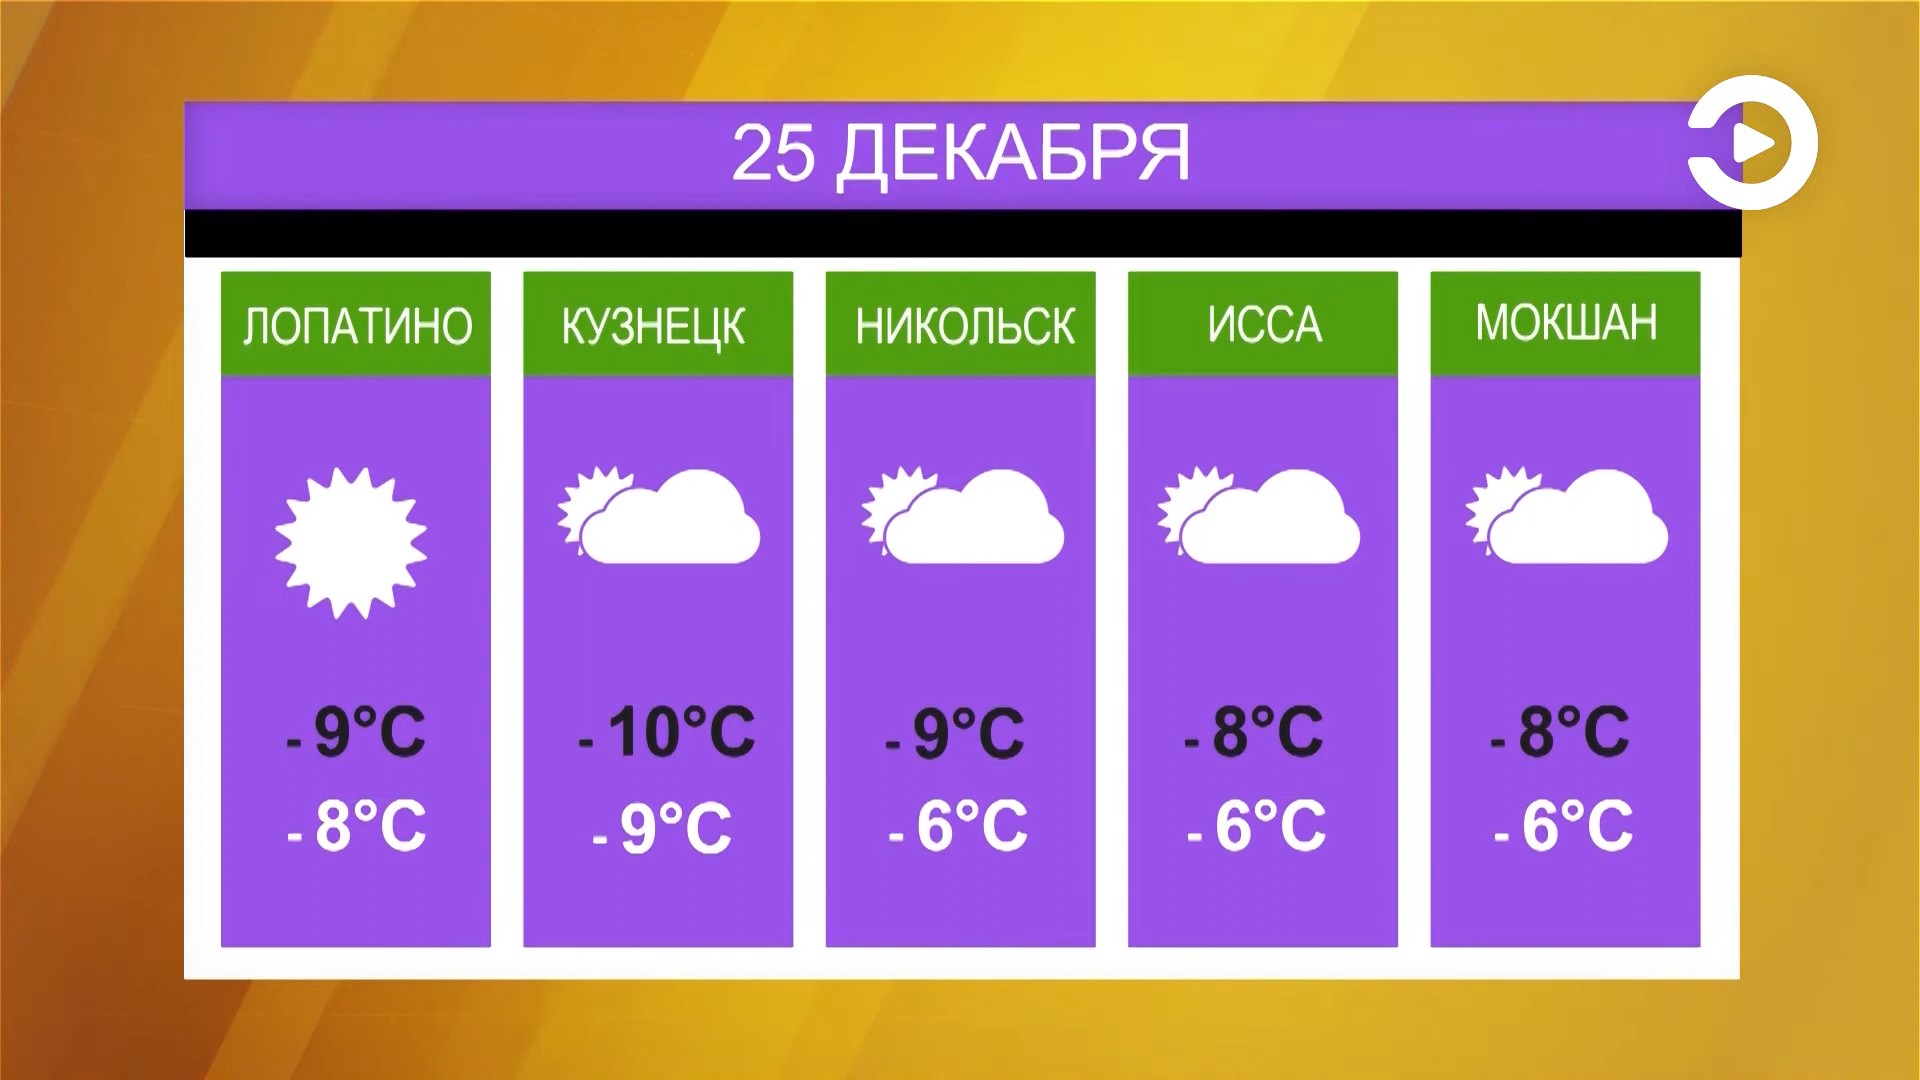 25 ДЕКАБРЯ
ЛОПАТИНО
КУЗНЕЦК
НИКОЛЬСК
ИССА
МОКШАН
- 9°C
- 10°C
- 9°C
- 8°C
- 8°C
- 8°C
- 9°C
- 6°C
- 6°C
- 6°C